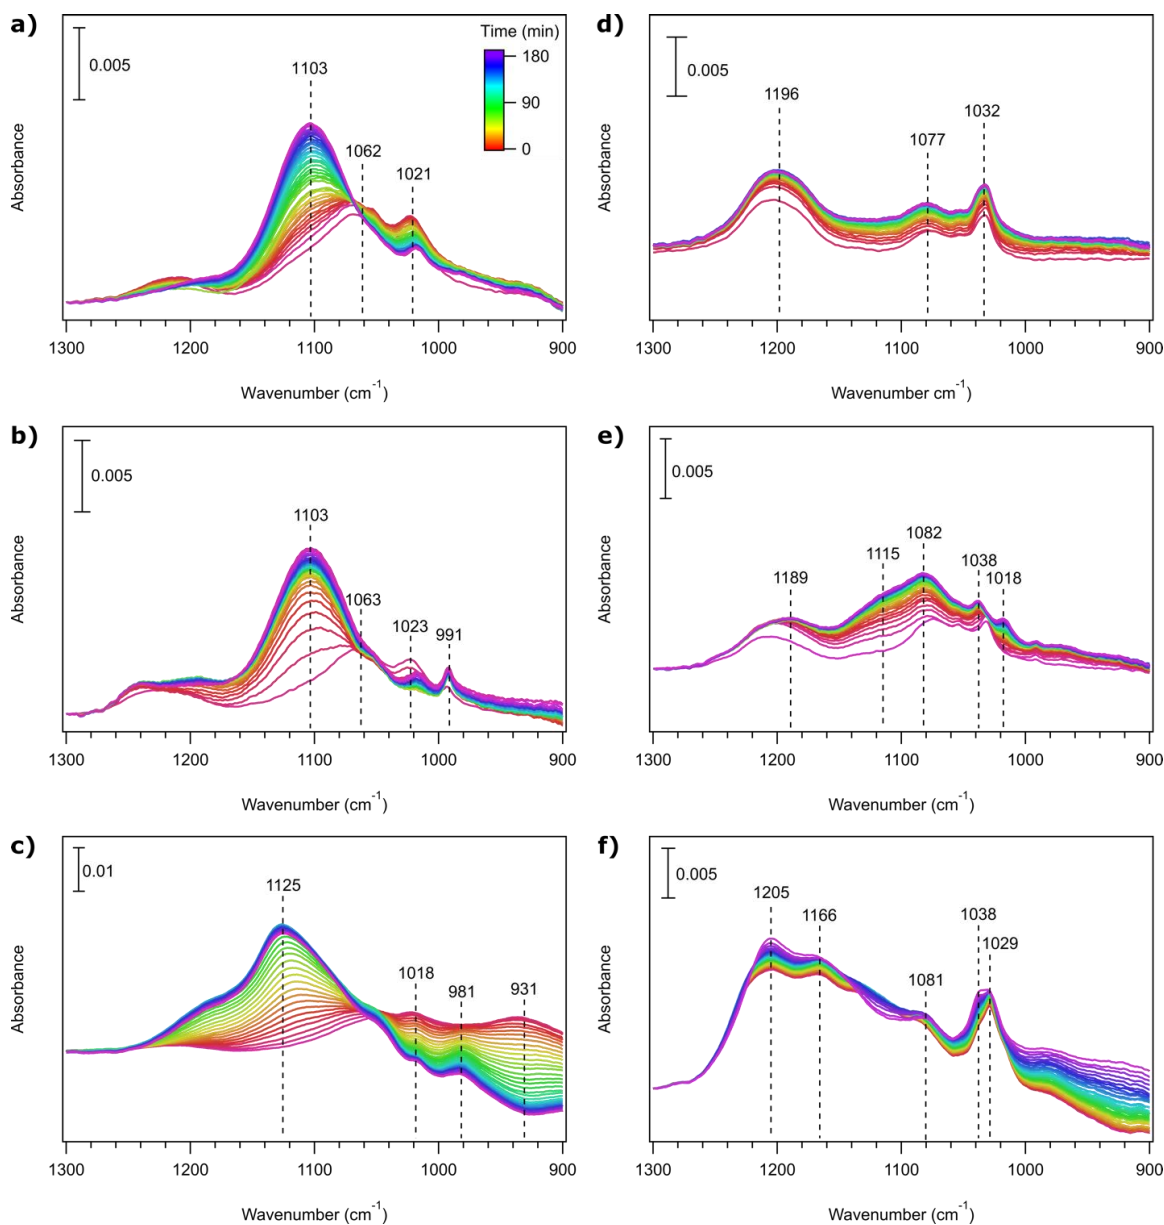 a)
0.005
Time (min)
180
90
0
1103
1062
1021
Absorbance
1300 1200 1100 1000 900
Wavenumber (cm-1)
d)
0.005
1196
1077
1032
Absorbance
1300 1200 1100 1000 900
Wavenumber cm-1)
b)
0.005
1103
1063
1023
991
Absorbance
1300 1200 1100 1000 900
Wavenumber (cm-1)
e)
0.005
1189
1115
1082
1038
1018
Absorbance
1300 1200 1100 1000 900
Wavenumber (cm-1)
c)
0.01
1125
1018
981
931
Absorbance
1300 1200 1100 1000 900
Wavenumber (cm-1)
f)
0.005
1205
1166
1081
1038
1029
Absorbance
1300 1200 1100 1000 900
Wavenumber (cm-1)